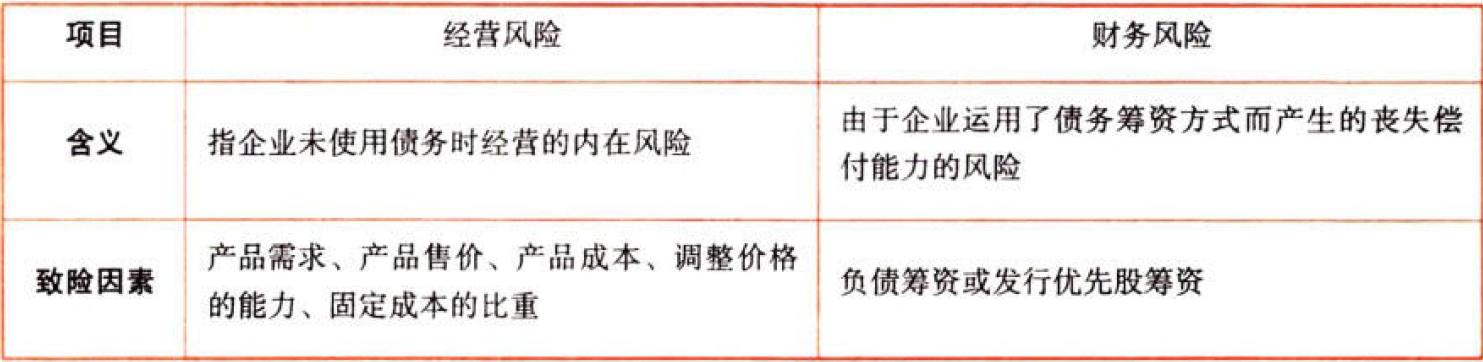 项目
经营风险
财务风险
含义
指企业未使用债务时经营的内在风险
由于企业运用了债务筹资方式而产生的丧失偿
付能力的风险
致险因素
产品需求、产品售价、产品成本、调整价格
的能力、固定成本的比重
负债筹资或发行优先股筹资